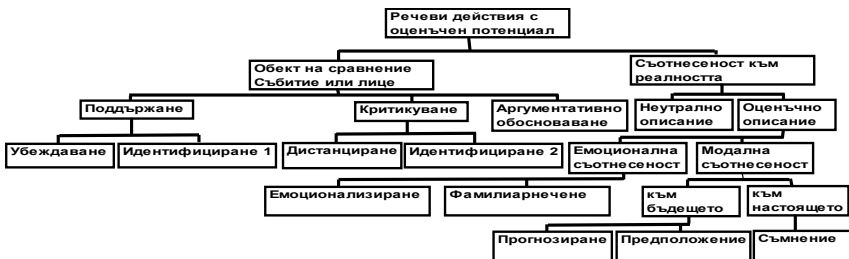 Речеви действия с
оценъчен потенциал
Обект на сравнение
Събитие или лице
Съотнесеност към
реалността
Поддържане
Критикуване
Аргументативно
обосноваване
Неутрално
описание
Оценъчно
описание
Убеждаване
Идентифициране 1
Дистанциране
Идентифициране 2
Емоционална
съотнесеност
Модална
съотнесеност
Емоционализиране
Фамилиарнечене
към
бъдещето
към
настоящето
Прогнозиране
Предположение
Съмнение